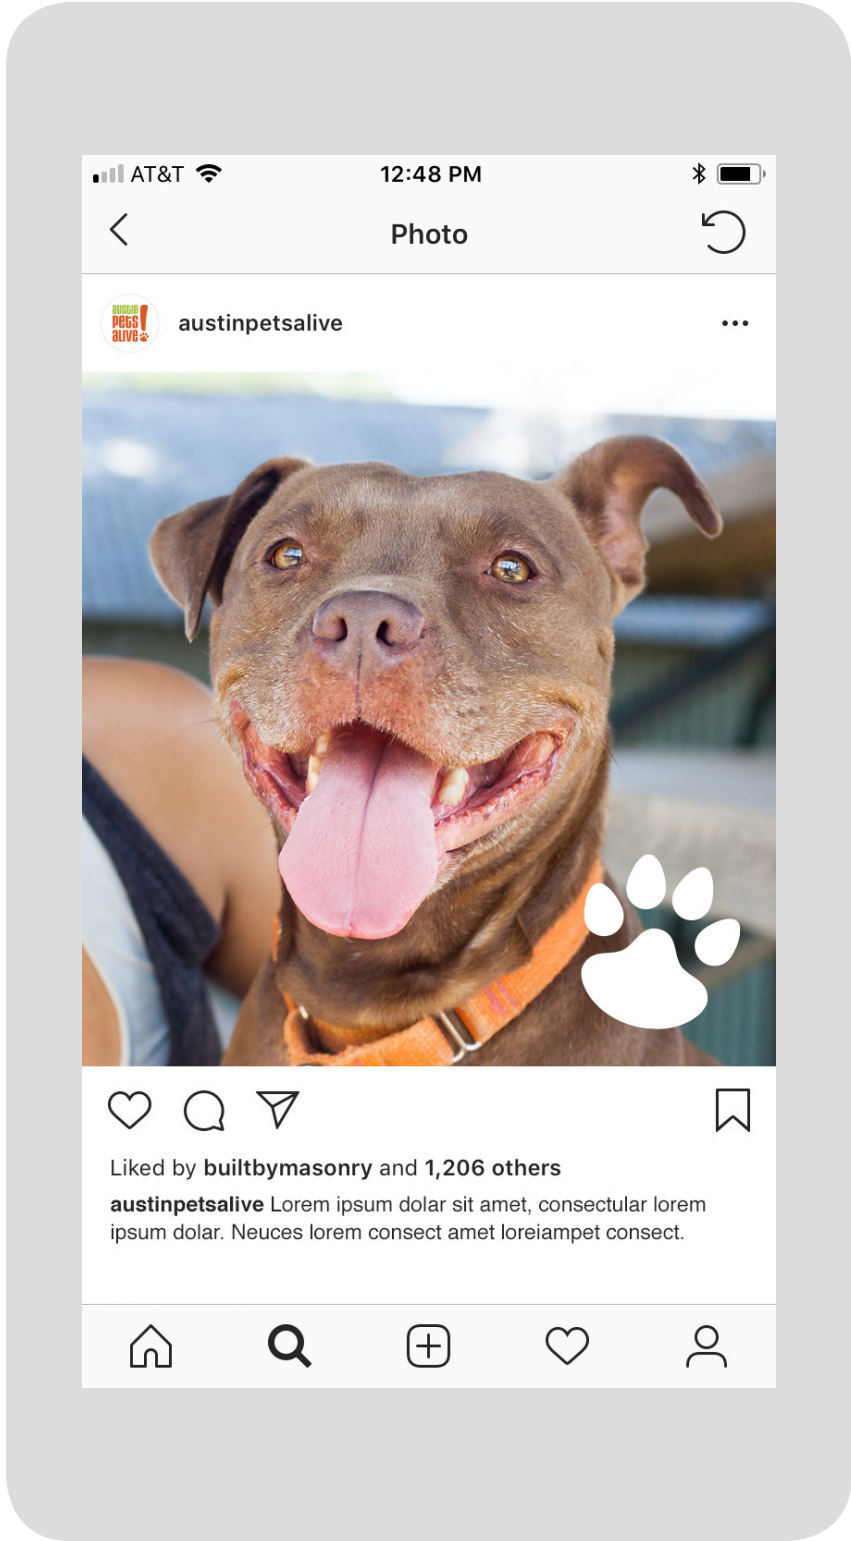 AT&T 12:48 PM
Photo
austin
PETS
ALIVE!
austinpetsalive
Liked by builtbymasonry and 1,206 others
austinpetsalive Lorem ipsum dolar sit amet, consectular lorem
ipsum dolar. Neuces lorem consect amet loreiampet consect.